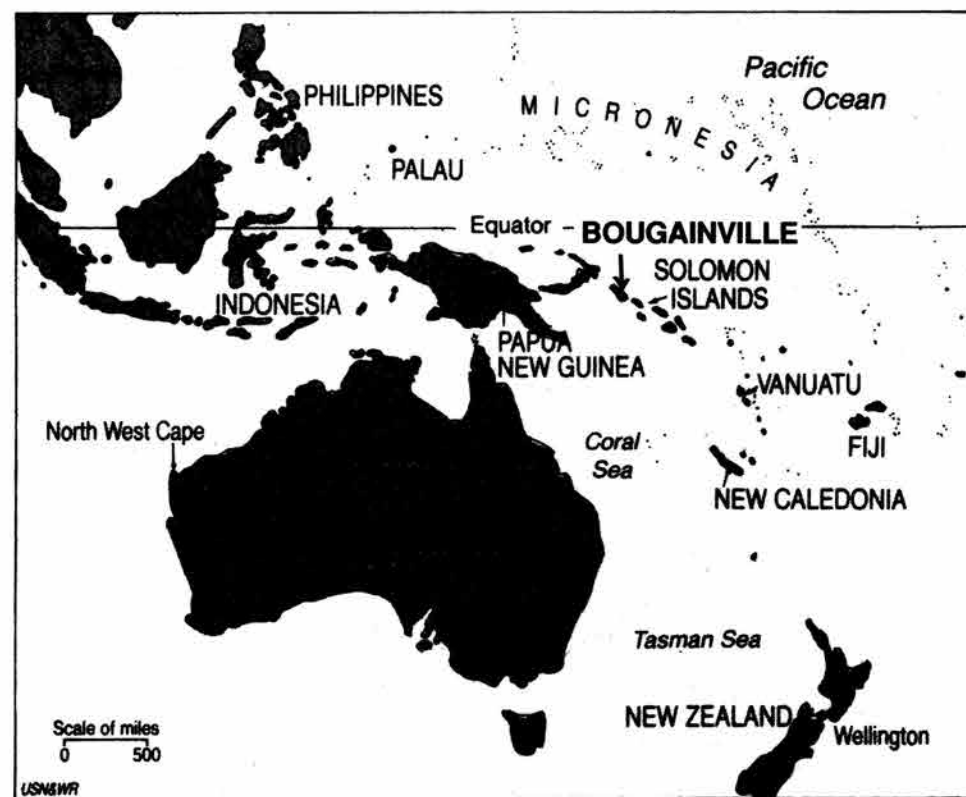 Pacific
Ocean
PHILIPPINES
MICRONESIA
PALAU
Equator
BOUGAINVILLE
SOLOMON
ISLANDS
INDONESIA
PAPUA
NEW GUINEA
VANUATU
North West Cape
Coral
Sea
FIJI
NEW CALEDONIA
Tasman Sea
NEW ZEALAND
Wellington
Scale of miles
0 500
USN&WR